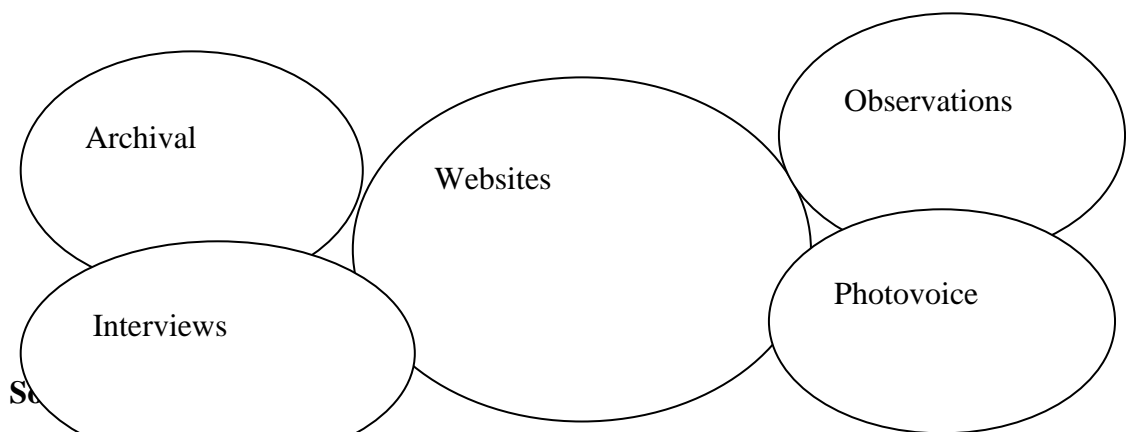 Observations
Archival
Websites
Photovoice
Interviews